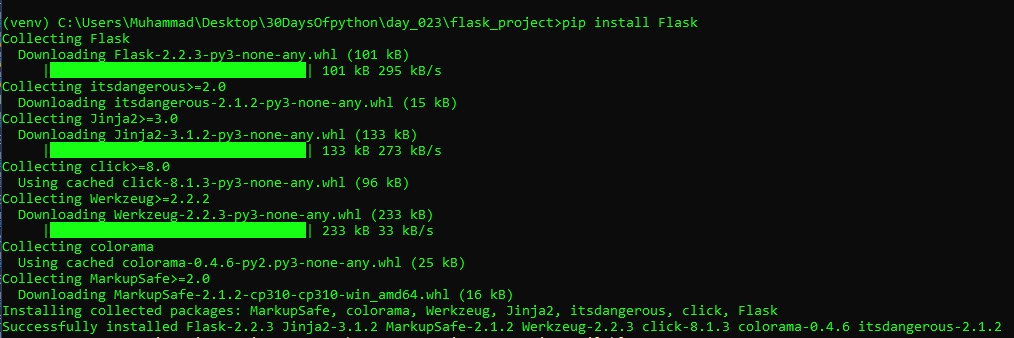 (venv) C:\Users\Muhammad\Desktop\30DaysOfpython\day_023\flask_project>pip install Flask
Collecting Flask
  Downloading Flask-2.2.3-py3-none-any.whl (101 kB)
     || 101 kB 295 kB/s
Collecting itsdangerous>=2.0
  Downloading itsdangerous-2.1.2-py3-none-any.whl (15 kB)
Collecting Jinja2>=3.0
  Downloading Jinja2-3.1.2-py3-none-any.whl (133 kB)
     || 133 kB 273 kB/s
Collecting click>=8.0
  Using cached click-8.1.3-py3-none-any.whl (96 kB)
Collecting Werkzeug>=2.2.2
  Downloading Werkzeug-2.2.3-py3-none-any.whl (233 kB)
     || 233 kB 33 kB/s
Collecting colorama
  Using cached colorama-0.4.6-py2.py3-none-any.whl (25 kB)
Collecting MarkupSafe>=2.0
  Downloading MarkupSafe-2.1.2-cp310-cp310-win_amd64.whl (16 kB)
Installing collected packages: MarkupSafe, colorama, Werkzeug, Jinja2, itsdangerous, click, Flask
Successfully installed Flask-2.2.3 Jinja2-3.1.2 MarkupSafe-2.1.2 Werkzeug-2.2.3 click-8.1.3 colorama-0.4.6 itsdangerous-2.1.2